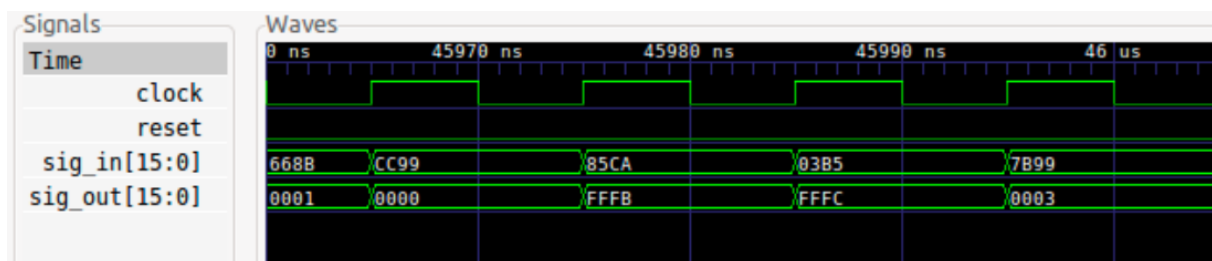 Signals Waves
Time 0 ns 45970 ns 45980 ns 45990 ns 46 us
clock
reset
sig_in[15:0] 668B CC99 85CA 03B5 7B99
sig_out[15:0] 0001 0000 FFFB FFFC 0003